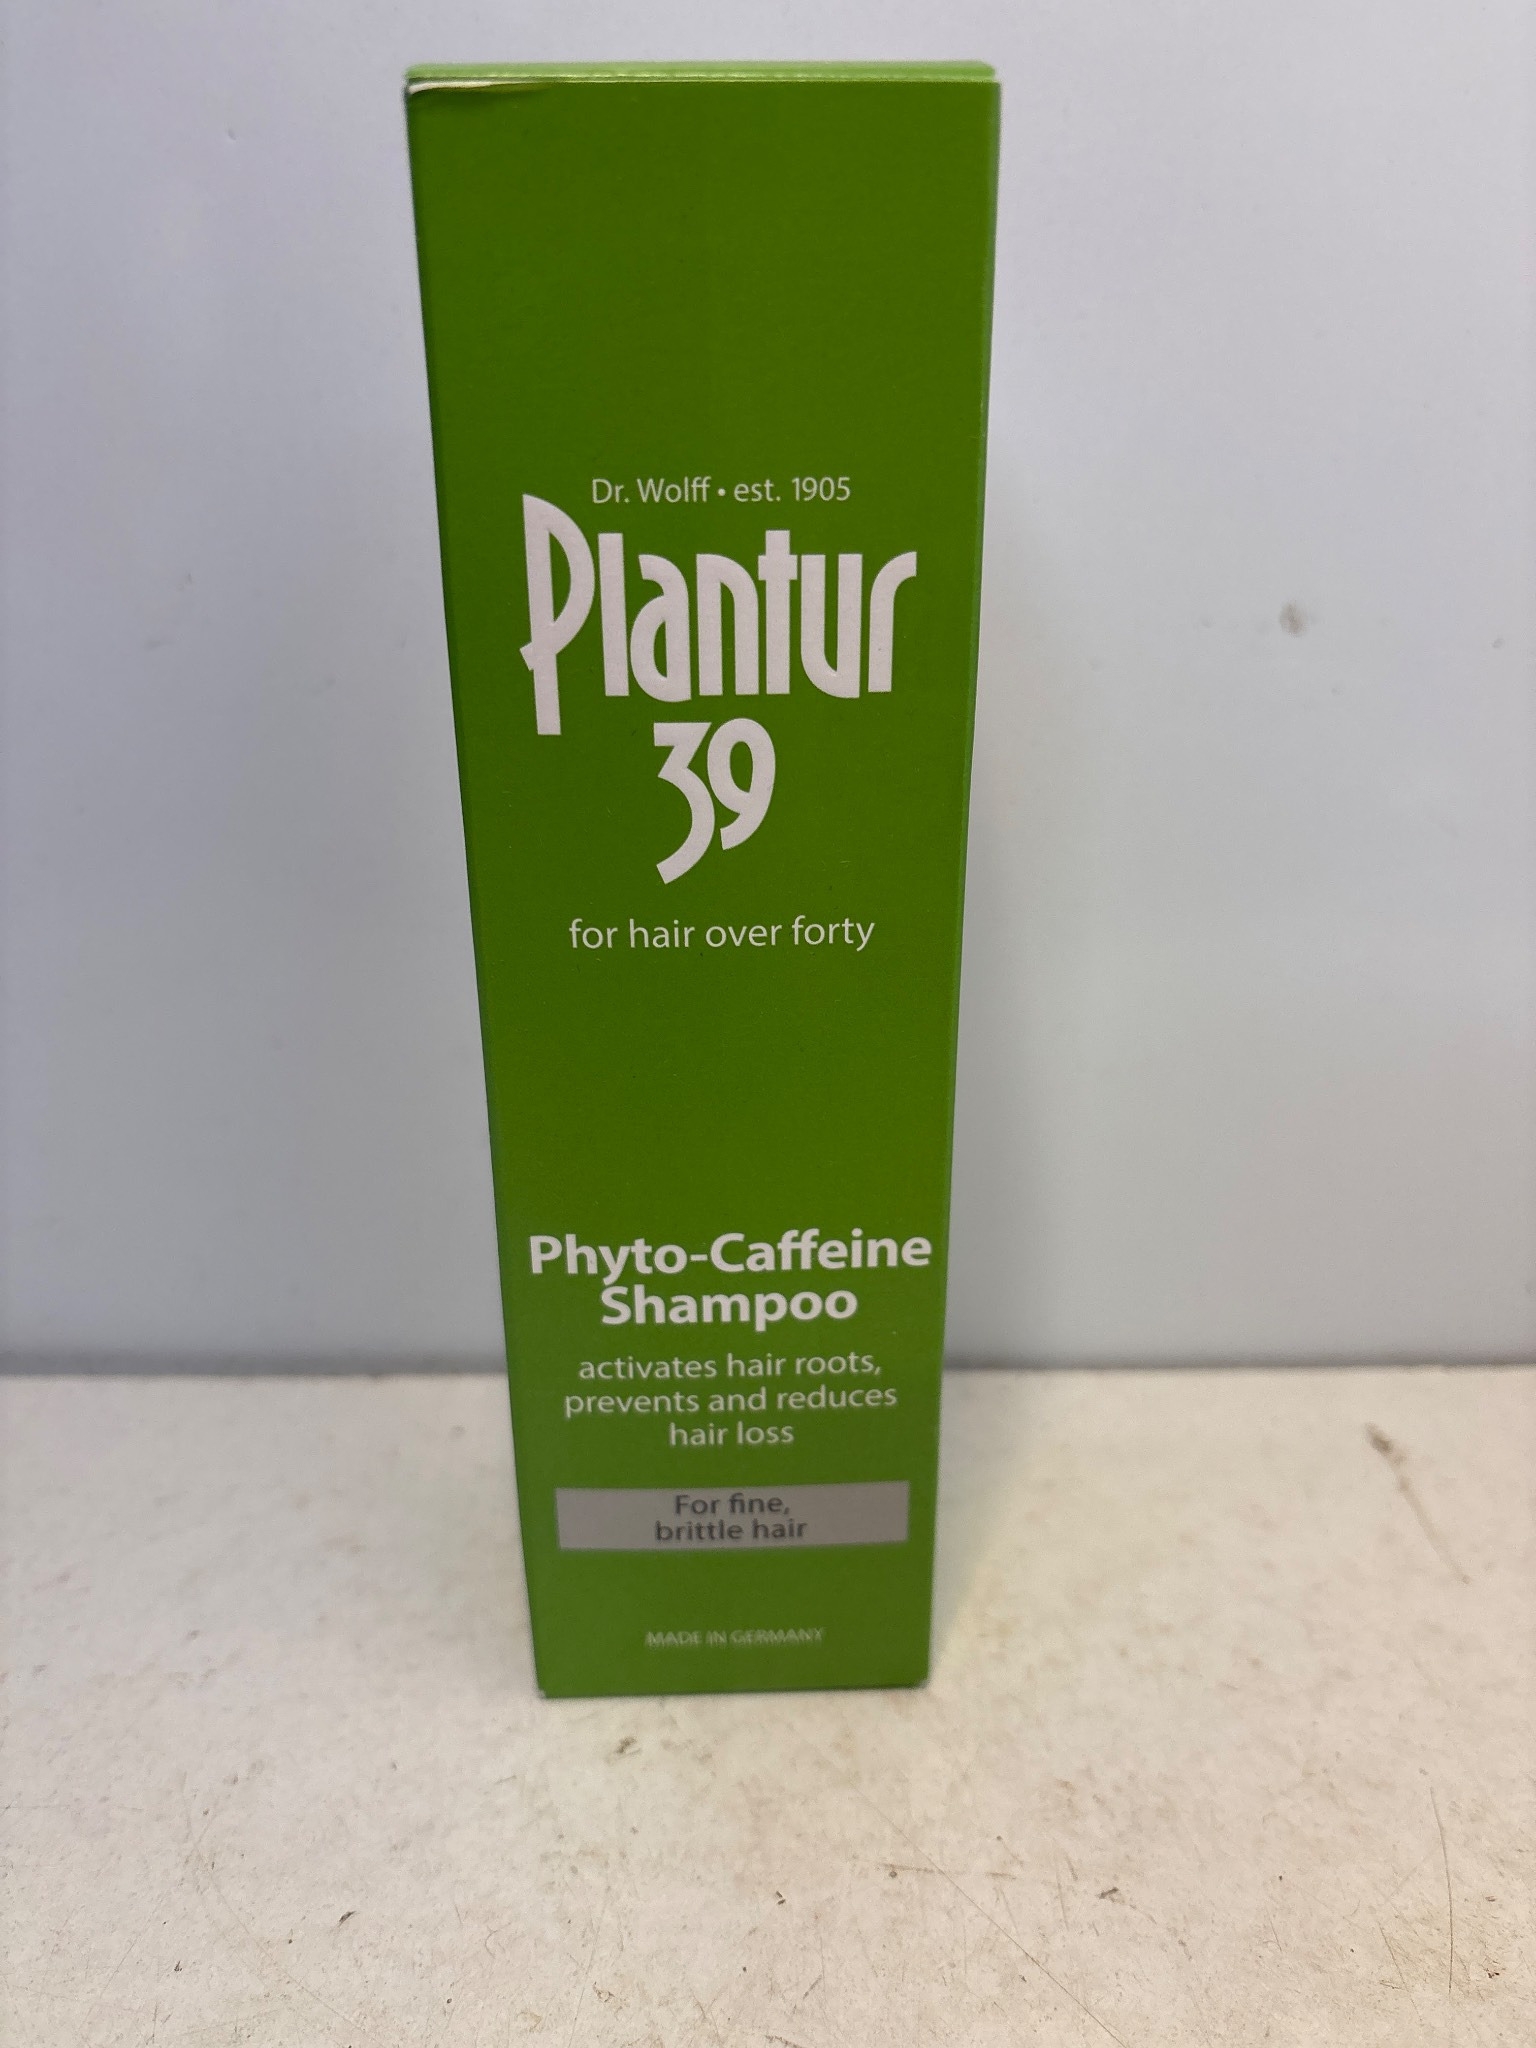 Dr. Wolff • est. 1905
Plantur
39
for hair over forty
Phyto-Caffeine
Shampoo
activates hair roots,
prevents and reduces
hair loss
For fine,
brittle hair
MADE IN GERMANY